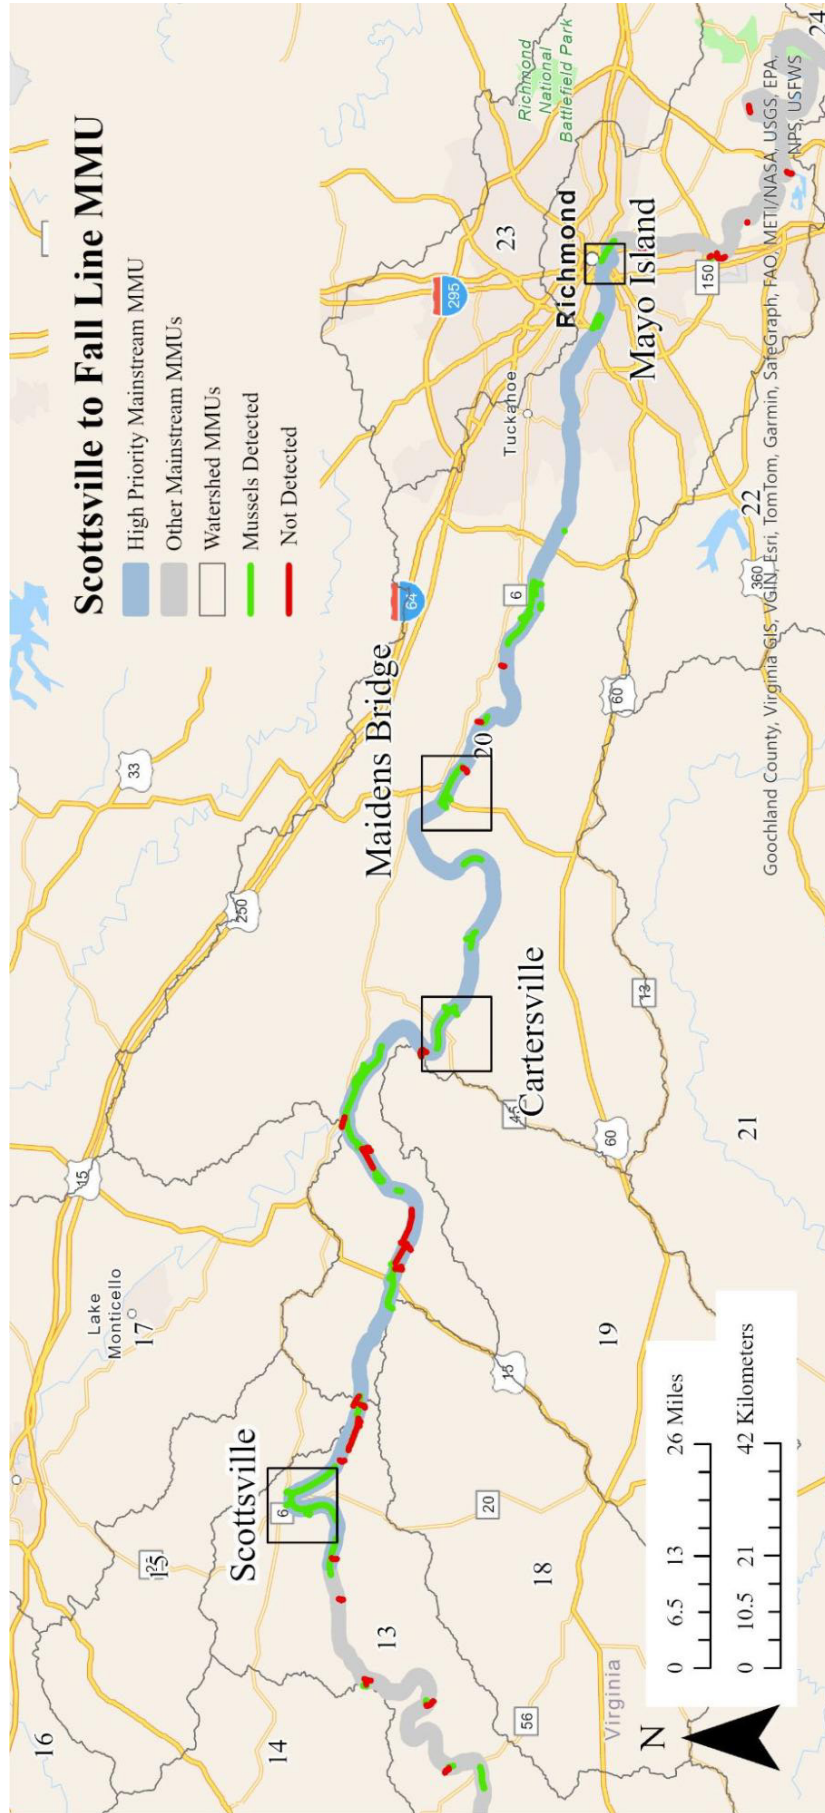 Scottsville to Fall Line MMU
High Priority Mainstream MMU
Other Mainstream MMUs
Watershed MMUs
Mussels Detected
Not Detected
16
15
33
250
64
295
Richmond
National
Battlefield Park
Lake
Monticello
17
14
Scottsville
6
13
Maidens Bridge
20
6
Tuckahoe
23
Richmond
Mayo Island
150
Cartersville
45
15
20
18
19
56
Virginia
60
13
60
21
22
360
24
N
0 6.5 13 26 Miles
0 10.5 21 42 Kilometers
Goochland County, Virginia GIS, VGIN, Esri, TomTom, Garmin, SafeGraph, FAO, METI/NASA, USGS, EPA,
NPS, USFWS